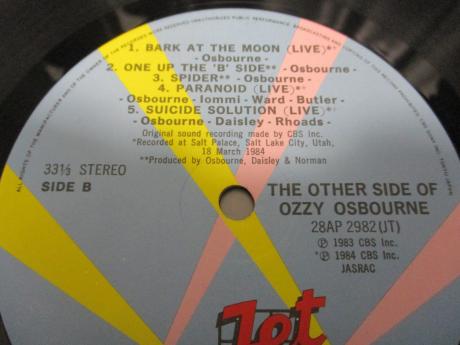 1. BARK AT THE MOON (LIVE)*
- Osbourne -
2. ONE UP THE 'B' SIDE** - Osbourne -
3. SPIDER** - Osbourne -
4. PARANOID (LIVE)*
- Osbourne - Iommi - Ward - Butler -
5. SUICIDE SOLUTION (LIVE)*
- Osbourne - Daisley - Rhoads -
Original sound recording made by CBS Inc.
*Recorded at Salt Palace, Salt Lake City, Utah,
18 March 1984
**Produced by Osbourne, Daisley & Norman
33⅓ STEREO
SIDE B
THE OTHER SIDE OF
OZZY OSBOURNE
28AP 2982(JT)
Ⓟ 1983 CBS Inc.
*Ⓟ 1984 CBS Inc.
JASRAC
Jet